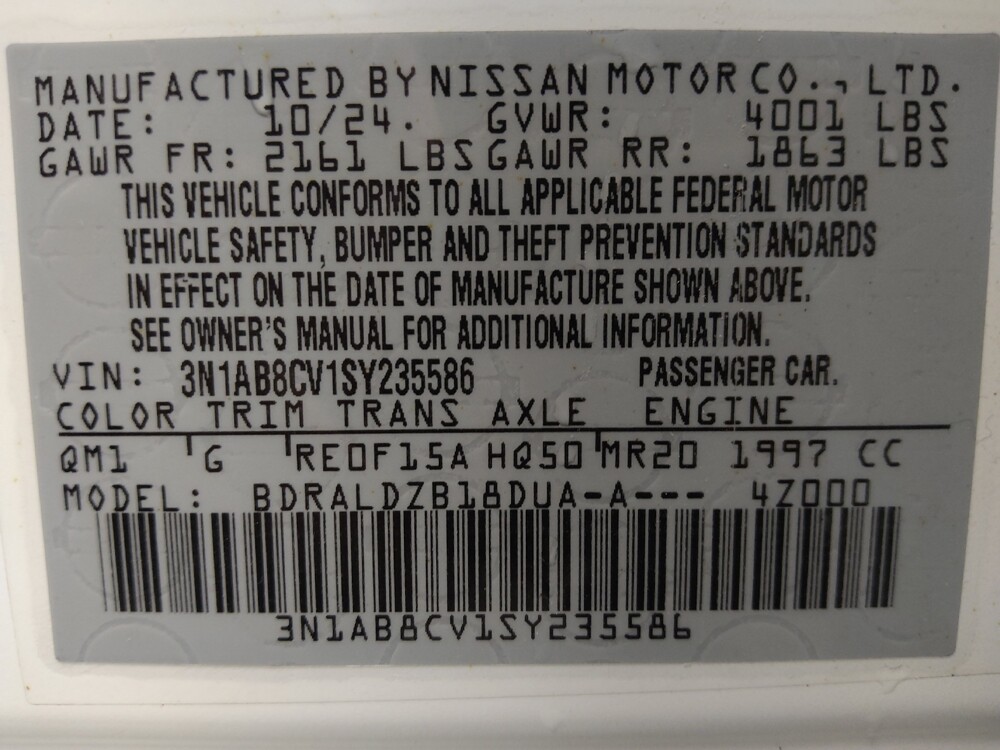 MANUFACTURED BY NISSAN MOTOR CO., LTD.
DATE: 10/24. GVWR: 4001 LBS
GAWR FR: 2161 LBS GAWR RR: 1863 LBS
THIS VEHICLE CONFORMS TO ALL APPLICABLE FEDERAL MOTOR
VEHICLE SAFETY, BUMPER AND THEFT PREVENTION STANDARDS
IN EFFECT ON THE DATE OF MANUFACTURE SHOWN ABOVE.
SEE OWNER'S MANUAL FOR ADDITIONAL INFORMATION.
VIN: 3N1AB8CV1SY235586 PASSENGER CAR.
COLOR TRIM TRANS AXLE ENGINE
QM1 G RE0F15A HQ50 MR20 1997 CC
MODEL: BDRALDZB18DUA-A--- 4Z000
3N1AB8CV1SY235586